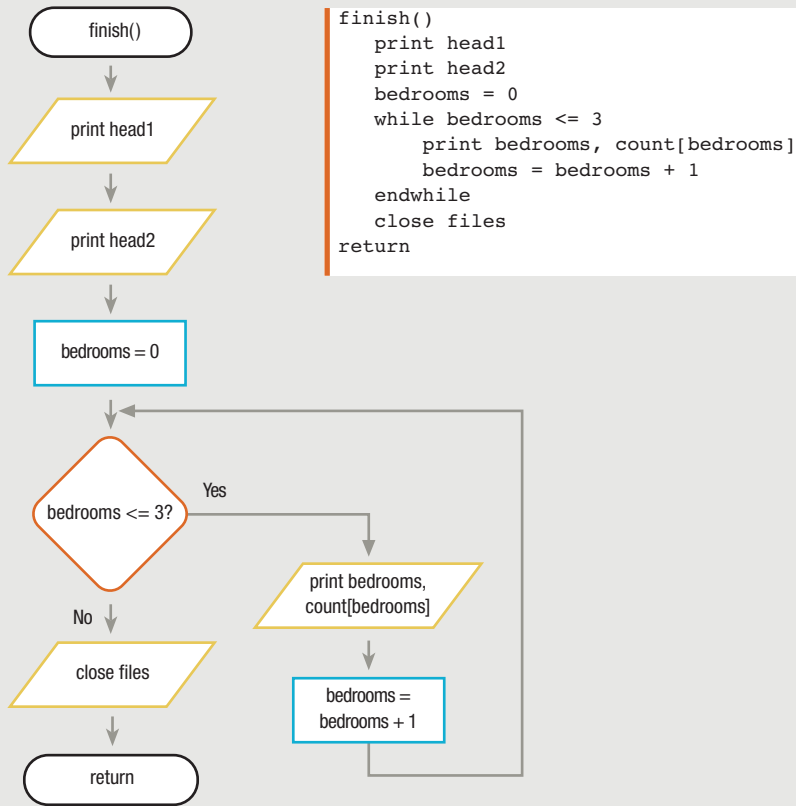 finish()
print head1
print head2
bedrooms = 0
bedrooms <= 3?
Yes
print bedrooms,
count[bedrooms]
bedrooms =
bedrooms + 1
No
close files
return
finish()
   print head1
   print head2
   bedrooms = 0
   while bedrooms <= 3
      print bedrooms, count[bedrooms]
      bedrooms = bedrooms + 1
   endwhile
   close files
return